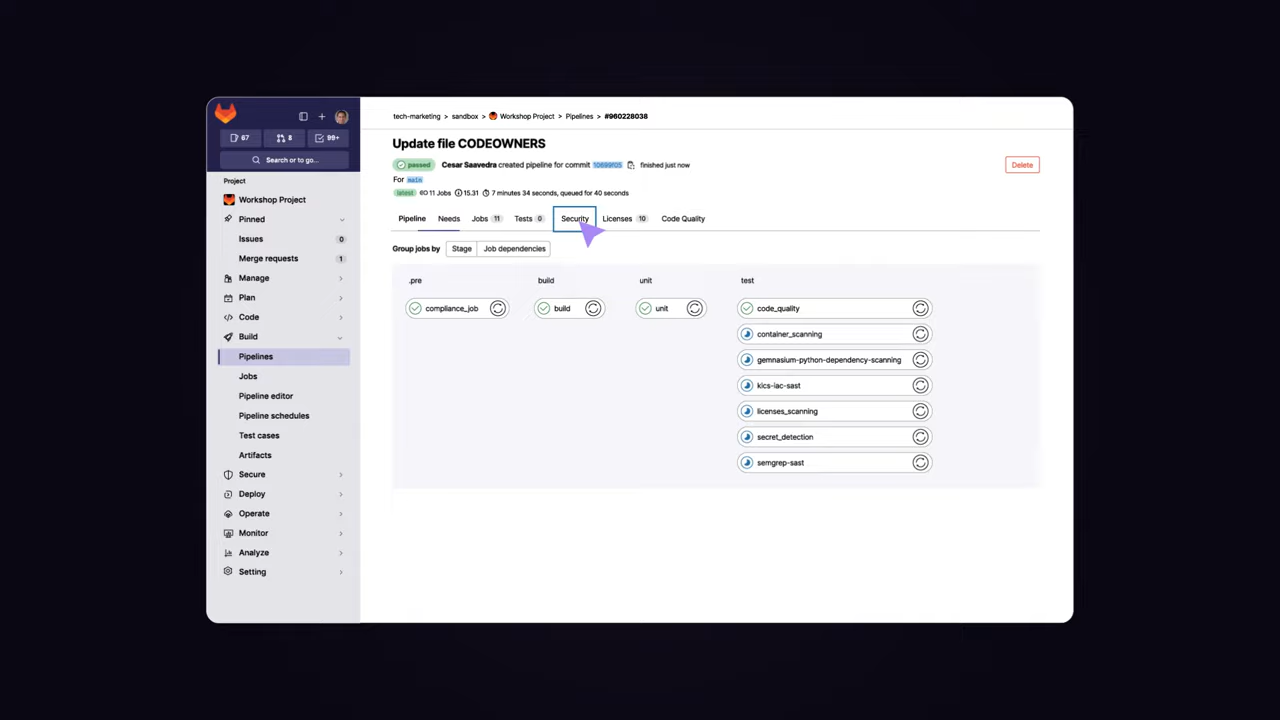 67 8 99+
Search or to go...
Project
Workshop Project
Pinned
Issues 0
Merge requests 1
Manage
Plan
Code
Build
Pipelines
Jobs
Pipeline editor
Pipeline schedules
Test cases
Artifacts
Secure
Deploy
Operate
Monitor
Analyze
Setting
tech-marketing > sandbox > Workshop Project > Pipelines > #960228038
Update file CODEOWNERS
passed Cesar Saavedra created pipeline for commit 10699f05 finished just now
Delete
For main
latest 11 Jobs 15.31 7 minutes 34 seconds, queued for 40 seconds
Pipeline Needs Jobs 11 Tests 0 Security Licenses 10 Code Quality
Group jobs by Stage Job dependencies
.pre build unit test
compliance_job build unit code_quality
container_scanning
gemnasium-python-dependency-scanning
kics-iac-sast
licenses_scanning
secret_detection
semgrep-sast